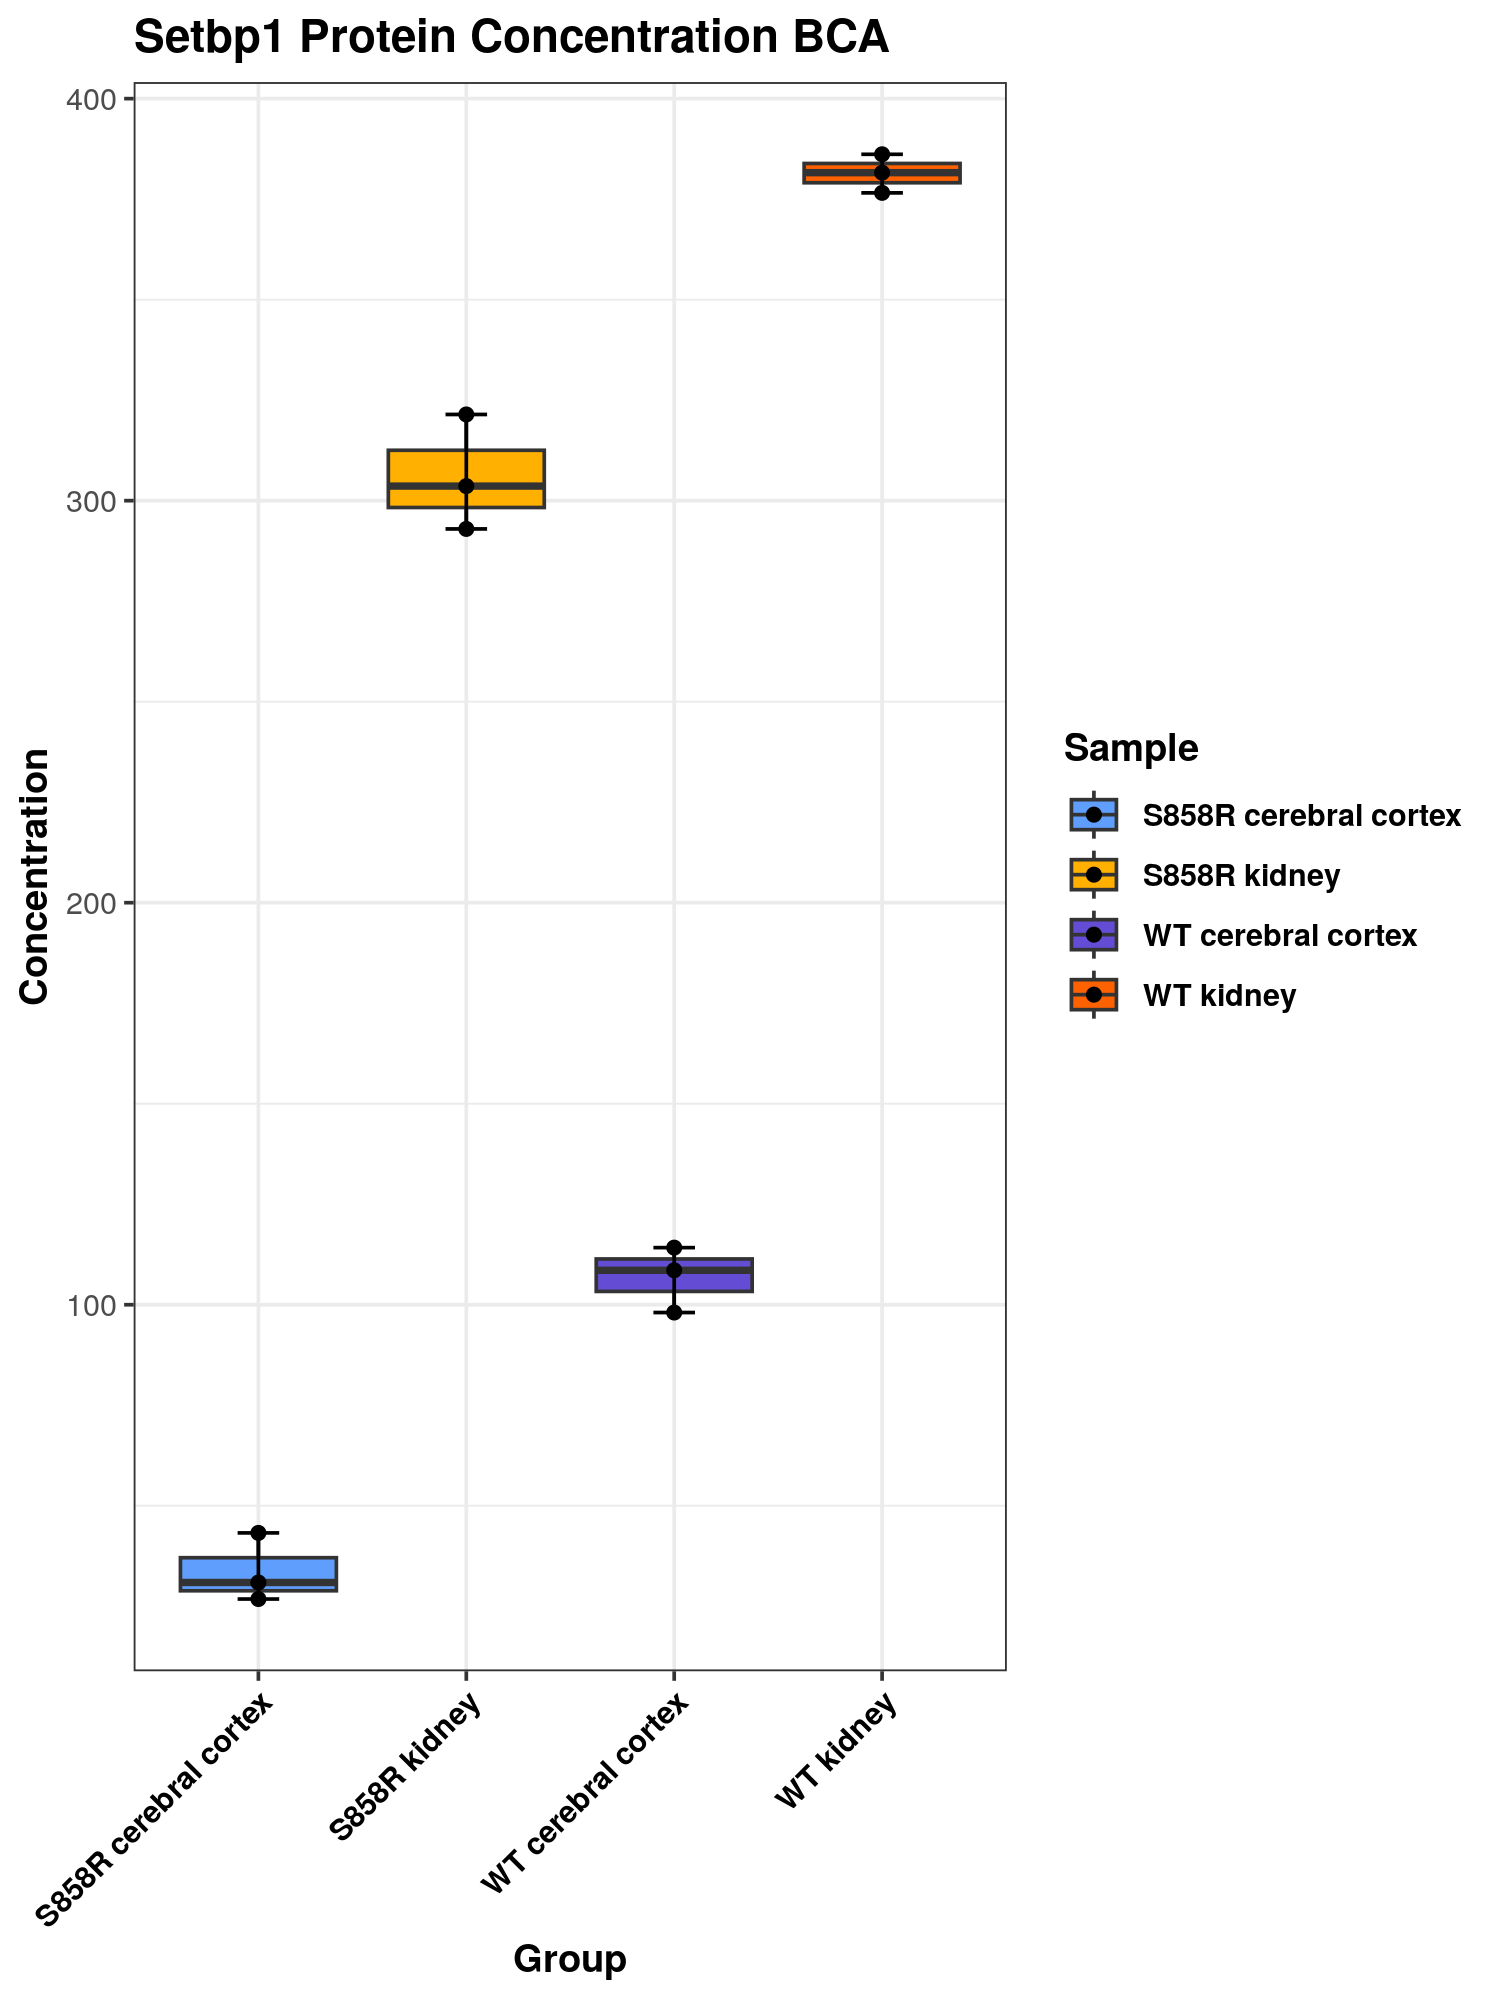 Setbp1 Protein Concentration BCA
400
300
200
100
Concentration
S858R cerebral cortex
S858R kidney
WT cerebral cortex
WT kidney
Group
Sample
S858R cerebral cortex
S858R kidney
WT cerebral cortex
WT kidney